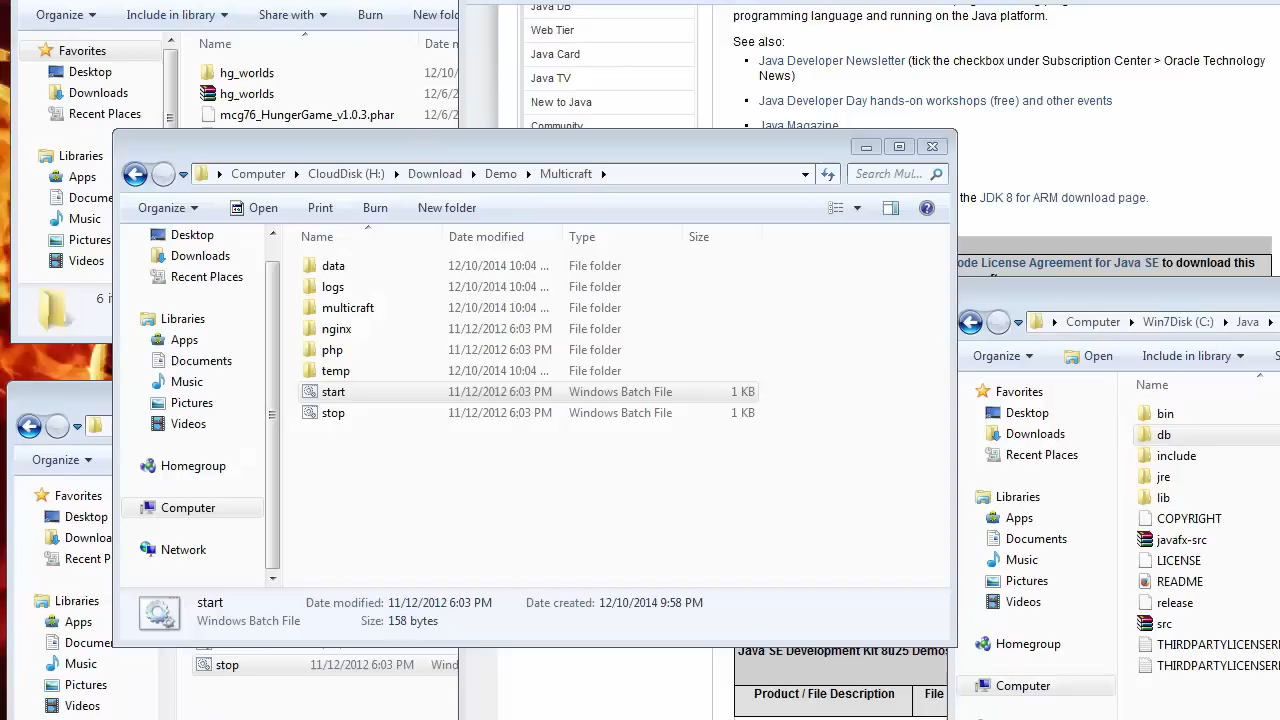 Organize
Include in library
Share with
Burn
New fold
Favorites
Desktop
Downloads
Recent Places
Libraries
Apps
Docume
Music
Pictures
Videos
6 i
Name
Date n
hg_worlds
12/10/
hg_worlds
12/6/
mcg76_HungerGame_v1.0.3.phar
12/6/2
Java DB
Web Tier
Java Card
Java TV
New to Java
Community
programming language and running on the Java platform.
See also:
Java Developer Newsletter (tick the checkbox under Subscription Center > Oracle Technology
News)
Java Developer Day hands-on workshops (free) and other events
Java Magazine
the JDK 8 for ARM download page.
ode License Agreement for Java SE to download this
Computer
CloudDisk (H:)
Download
Demo
Multicraft
Search Mul...
Organize
Open
Print
Burn
New folder
Desktop
Downloads
Recent Places
Libraries
Apps
Documents
Music
Pictures
Videos
Homegroup
Computer
Network
Name Date modified Type Size
data 12/10/2014 10:04 ... File folder
logs 12/10/2014 10:04 ... File folder
multicraft 12/10/2014 10:04 ... File folder
nginx 11/12/2012 6:03 PM File folder
php 11/12/2012 6:03 PM File folder
temp 12/10/2014 10:04 ... File folder
start 11/12/2012 6:03 PM Windows Batch File 1 KB
stop 11/12/2012 6:03 PM Windows Batch File 1 KB
start Date modified: 11/12/2012 6:03 PM Date created: 12/10/2014 9:58 PM
Windows Batch File Size: 158 bytes
Organize
Favorites
Desktop
Downloa
Recent P
Libraries
Apps
Docume
Music
Pictures
Videos
stop 11/12/2012 6:03 PM Wind
Java SE Development Kit 8u25 Demos
Product / File Description
File
Computer
Win7Disk (C:)
Java
Organize
Open
Include in library
S
Favorites
Desktop
Downloads
Recent Places
Libraries
Apps
Documents
Music
Pictures
Videos
Homegroup
Computer
Name
bin
db
include
jre
lib
COPYRIGHT
javafx-src
LICENSE
README
release
src
THIRDPARTYLICENSERE
THIRDPARTYLICENSERE